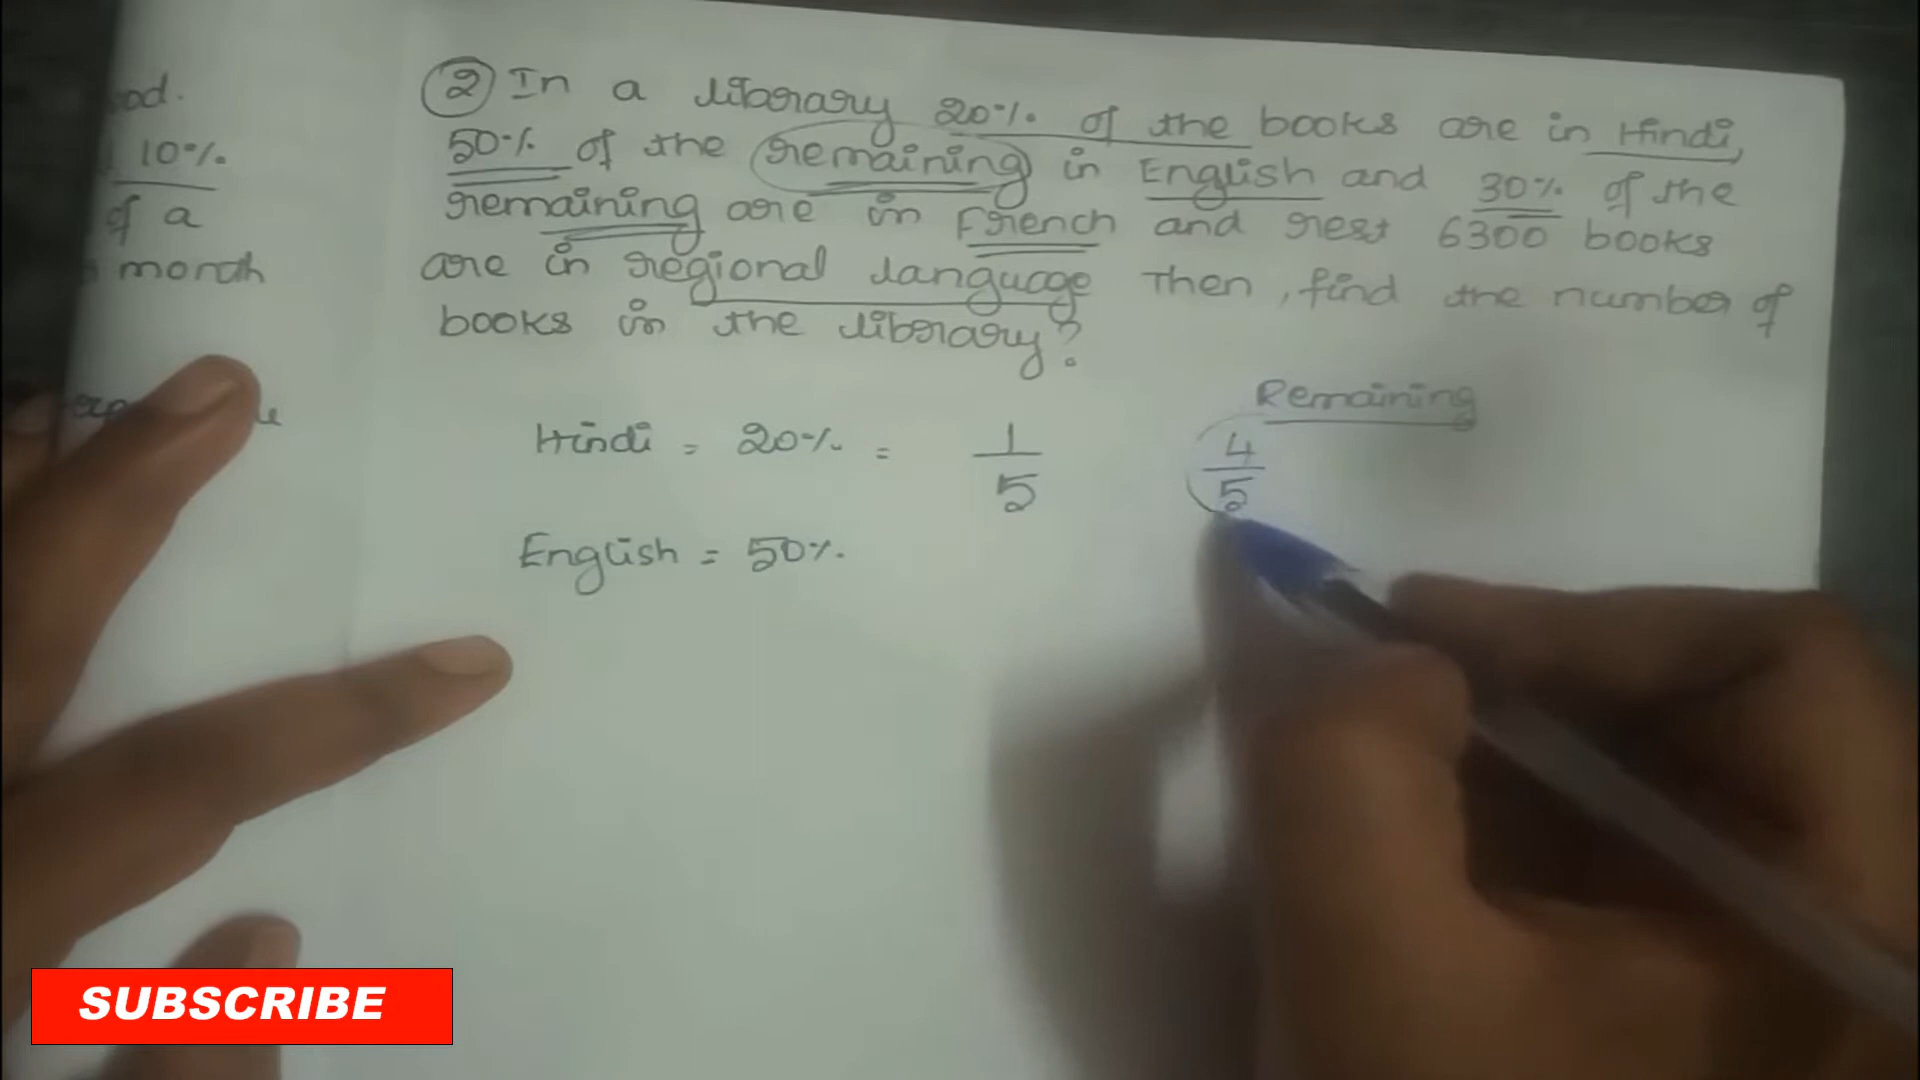 ② In a library 20% of the books are in Hindi,
50% of the remaining in English and 30% of the
remaining are in French and rest 6300 books
are in regional language Then, find the number of
books in the library?
od.
10%
of a
month
Remaining
Hindi = 20% = 1/5 4/5
English = 50%
SUBSCRIBE